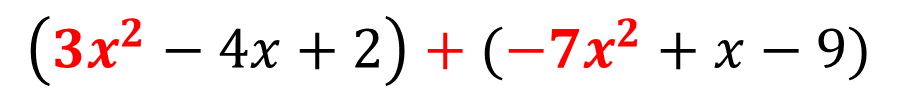 (3x² − 4x + 2) + (−7x² + x − 9)